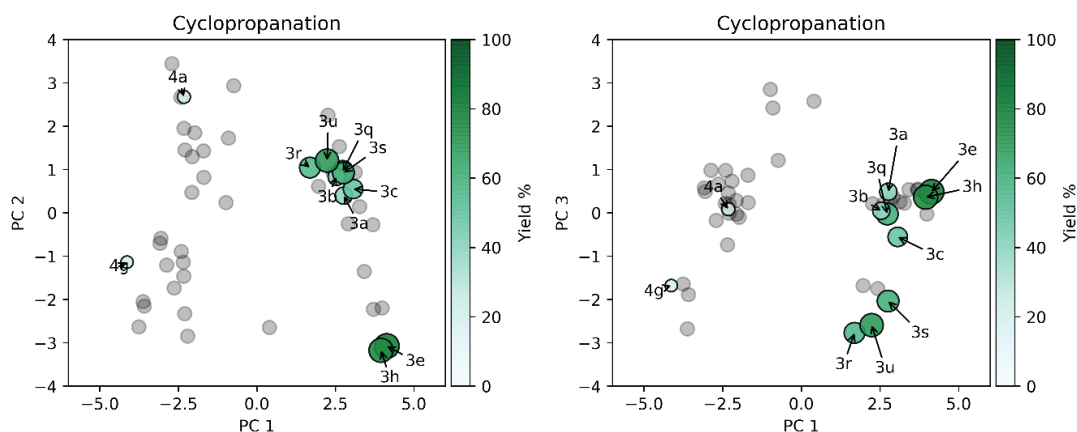 Cyclopropanation
4
3
2
1
0
−1
−2
−3
−4
PC 2
−5.0
−2.5
0.0
2.5
5.0
PC 1
4a
4g
3r
3u
3q
3s
3b
3c
3a
3e
3h
100
80
60
40
20
0
Yield %
Cyclopropanation
4
3
2
1
0
−1
−2
−3
−4
PC 3
−5.0
−2.5
0.0
2.5
5.0
PC 1
4a
4g
3a
3q
3b
3e
3h
3c
3s
3r
3u
100
80
60
40
20
0
Yield %